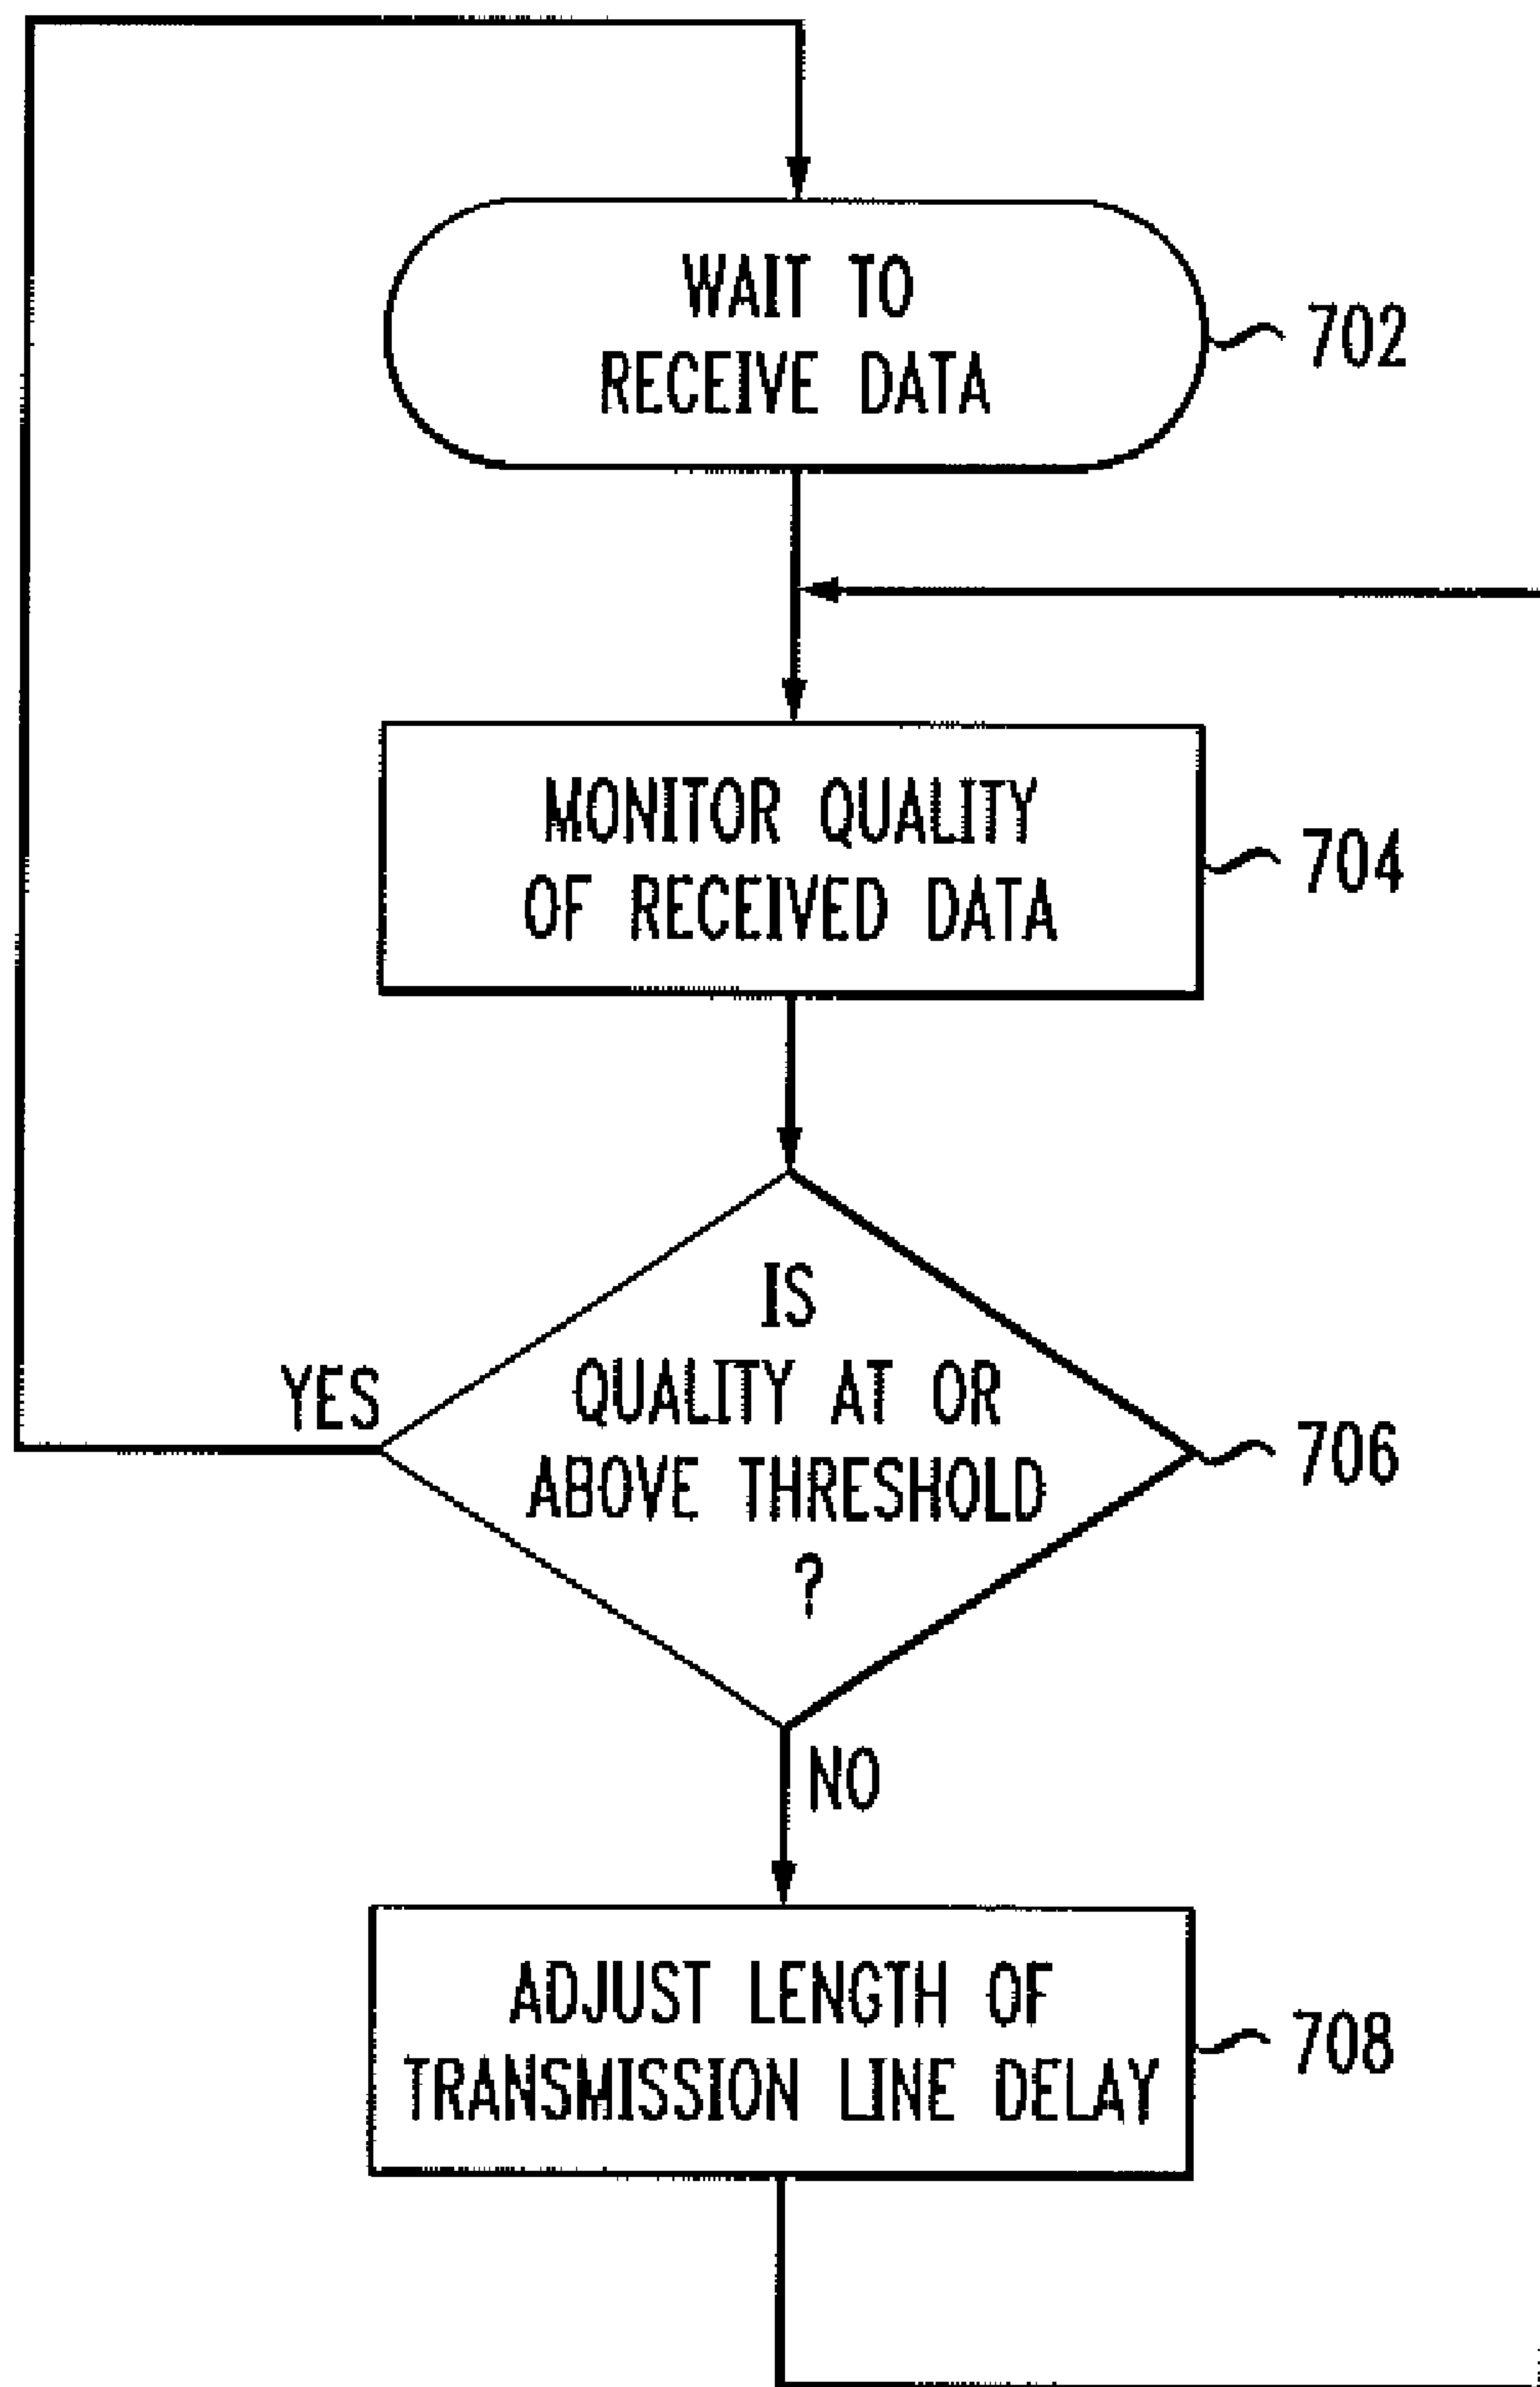 WAIT TO
RECEIVE DATA
702
MONITOR QUALITY
OF RECEIVED DATA
704
IS
QUALITY AT OR
ABOVE THRESHOLD
?
706
YES
NO
ADJUST LENGTH OF
TRANSMISSION LINE DELAY
708